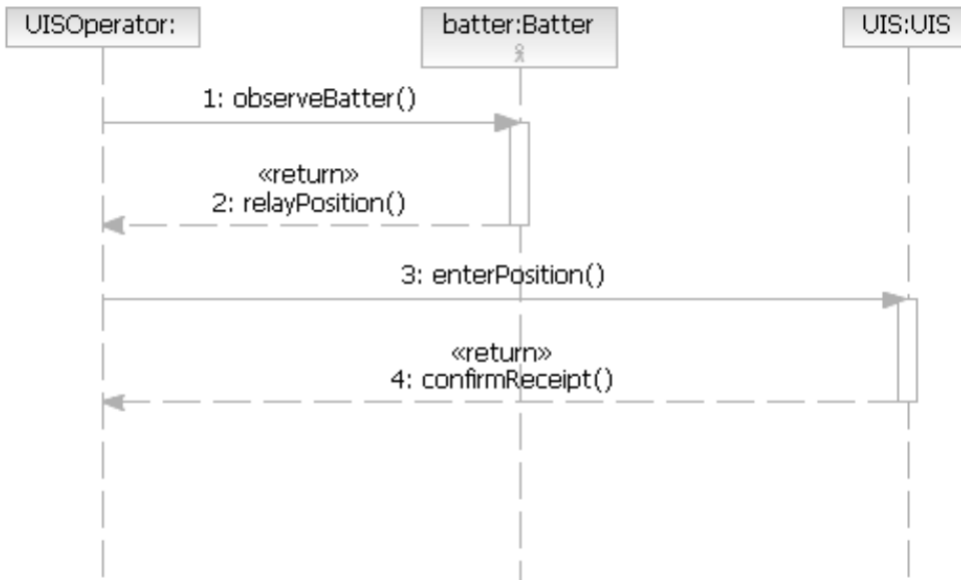 UISOperator:
batter:Batter
UIS:UIS
1: observeBatter()
«return»
2: relayPosition()
3: enterPosition()
«return»
4: confirmReceipt()